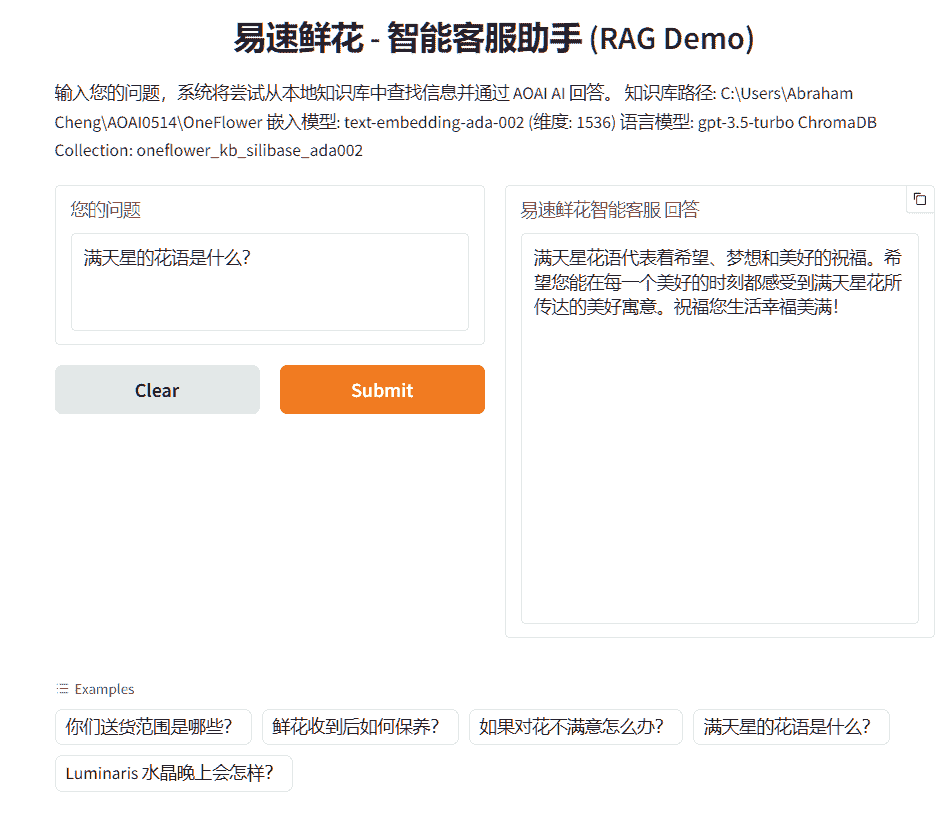 易速鲜花 - 智能客服助手 (RAG Demo)
输入您的问题，系统将尝试从本地知识库中查找信息并通过 AOAI AI 回答。 知识库路径: C:\Users\Abraham
Cheng\AOAI0514\OneFlower 嵌入模型: text-embedding-ada-002 (维度: 1536) 语言模型: gpt-3.5-turbo ChromaDB
Collection: oneflower_kb_silibase_ada002
您的问题
满天星的花语是什么？
Clear
Submit
易速鲜花智能客服 回答
满天星花语代表着希望、梦想和美好的祝福。希
望您能在每一个美好的时刻都感受到满天星花所
传达的美好寓意。祝福您生活幸福美满！
Examples
你们送货范围是哪些？
鲜花收到后如何保养？
如果对花不满意怎么办？
满天星的花语是什么？
Luminaris 水晶晚上会怎样？